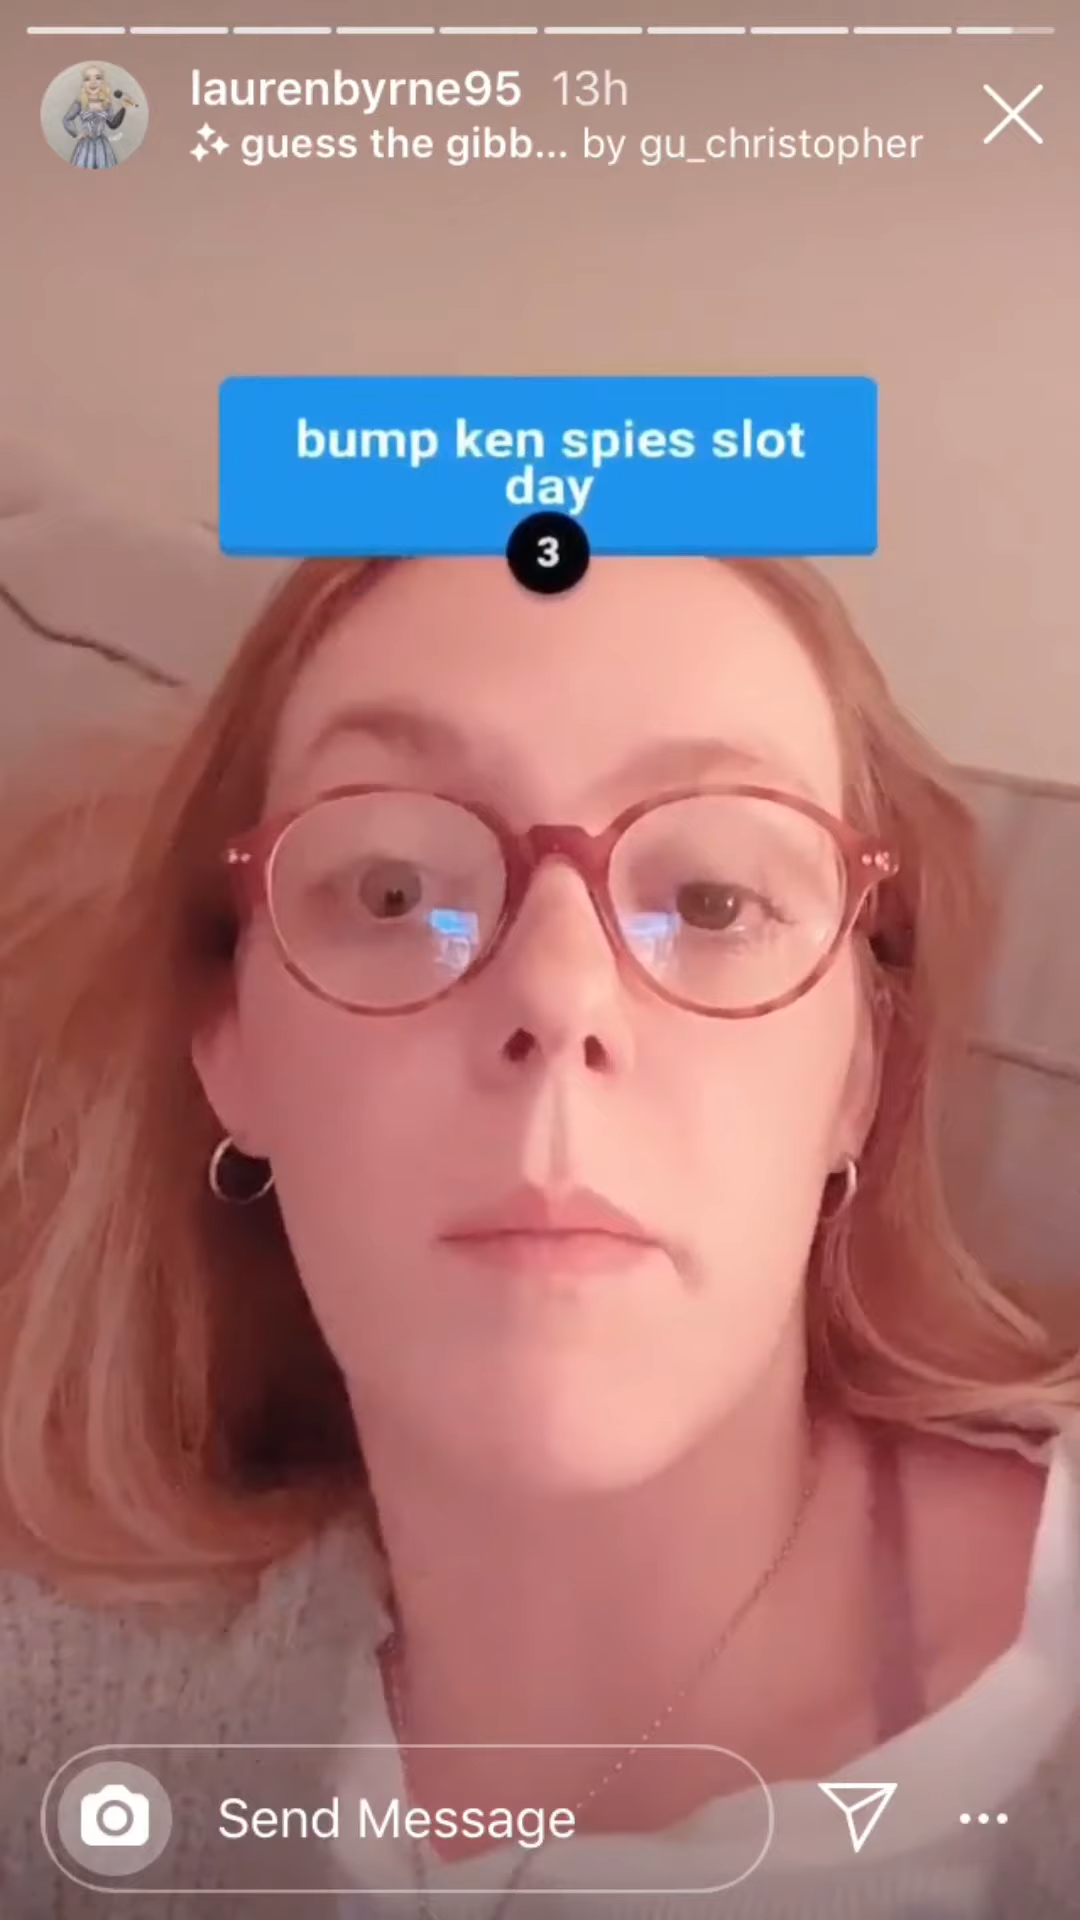 laurenbyrne95 13h
guess the gibb... by gu_christopher
bump ken spies slot
day
3
Send Message